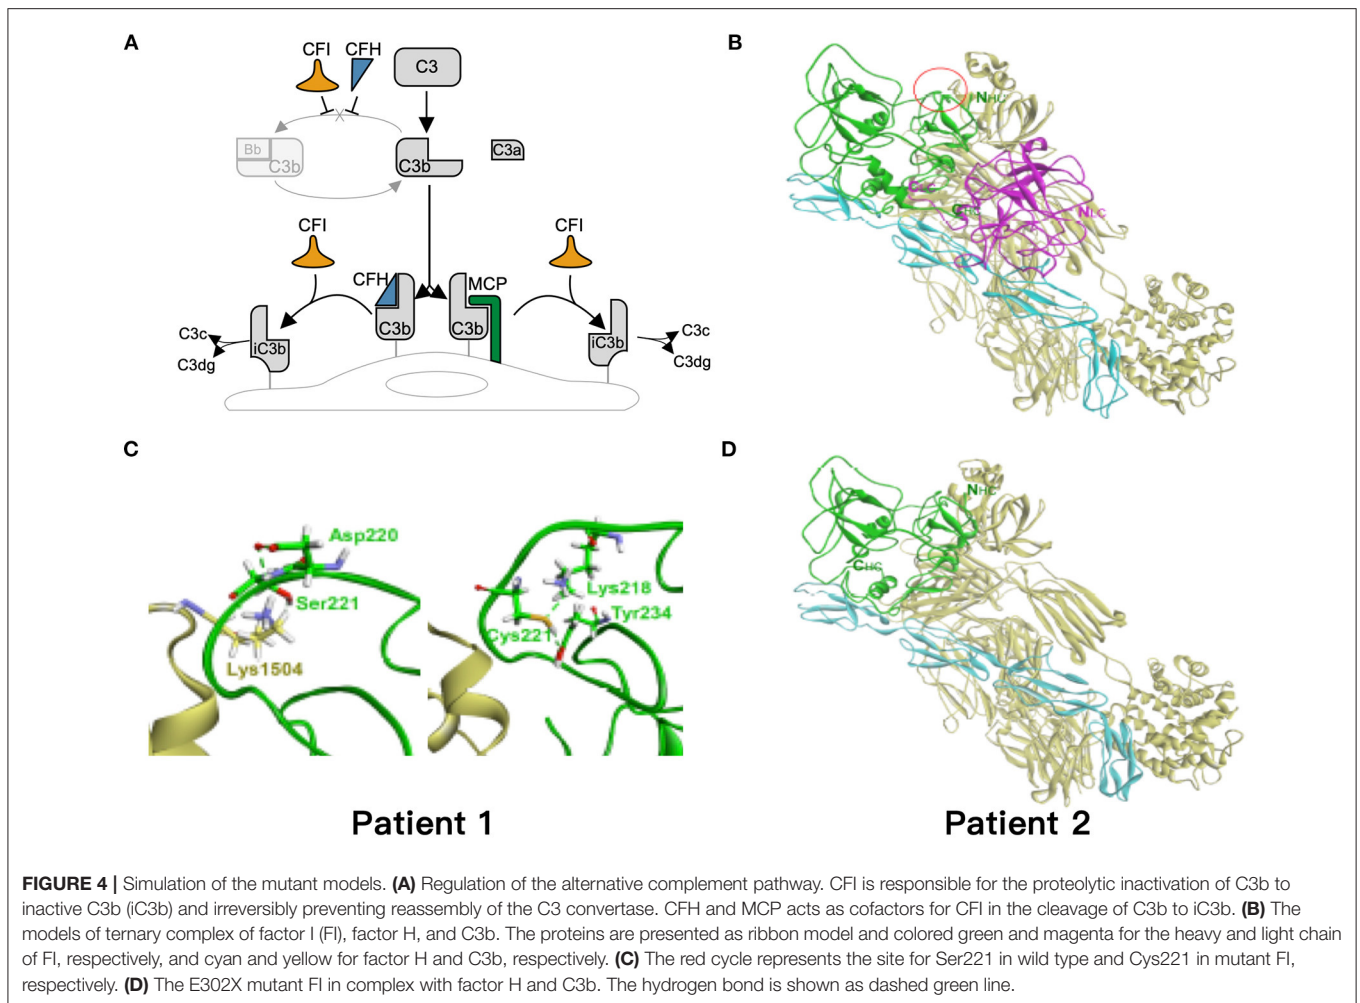 A
CFI CFH
C3
Bb
C3b
C3b
C3a
CFI
CFI
CFH
MCP
C3b
C3b
iC3b
iC3b
C3c
C3dg
C3c
C3dg
B
NHC
CLC
CHC
NLC
C
Asp220
Ser221
Lys1504
Lys218
Tyr234
Cys221
D
NHC
CHC
Patient 1
Patient 2
FIGURE 4 | Simulation of the mutant models. (A) Regulation of the alternative complement pathway. CFI is responsible for the proteolytic inactivation of C3b to
inactive C3b (iC3b) and irreversibly preventing reassembly of the C3 convertase. CFH and MCP acts as cofactors for CFI in the cleavage of C3b to iC3b. (B) The
models of ternary complex of factor I (FI), factor H, and C3b. The proteins are presented as ribbon model and colored green and magenta for the heavy and light chain
of FI, respectively, and cyan and yellow for factor H and C3b, respectively. (C) The red cycle represents the site for Ser221 in wild type and Cys221 in mutant FI,
respectively. (D) The E302X mutant FI in complex with factor H and C3b. The hydrogen bond is shown as dashed green line.